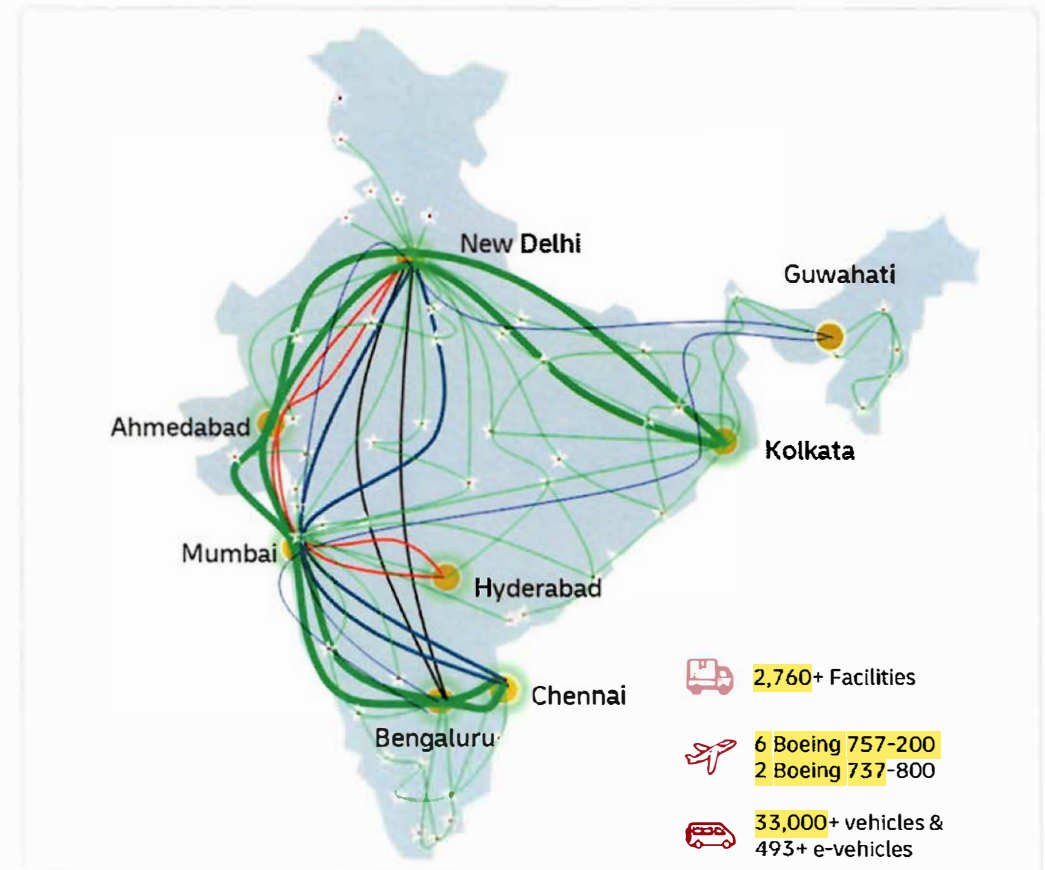 New Delhi
Guwahati
Ahmedabad
Kolkata
Mumbai
Hyderabad
Chennai
Bengaluru
2,760+ Facilities
6 Boeing 757-200
2 Boeing 737-800
33,000+ vehicles &
493+ e-vehicles